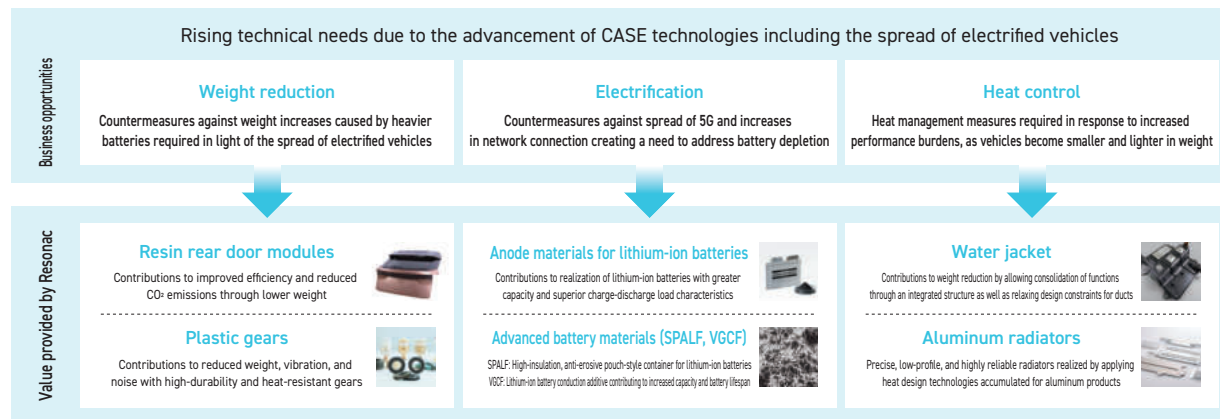 Rising technical needs due to the advancement of CASE technologies including the spread of electrified vehicles
Business opportunities
Weight reduction
Countermeasures against weight increases caused by heavier
batteries required in light of the spread of electrified vehicles
Electrification
Countermeasures against spread of 5G and increases
in network connection creating a need to address battery depletion
Heat control
Heat management measures required in response to increased
performance burdens, as vehicles become smaller and lighter in weight
Value provided by Resonac
Resin rear door modules
Contributions to improved efficiency and reduced
CO₂ emissions through lower weight
Plastic gears
Contributions to reduced weight, vibration, and
noise with high-durability and heat-resistant gears
Anode materials for lithium-ion batteries
Contributions to realization of lithium-ion batteries with greater
capacity and superior charge-discharge load characteristics
Advanced battery materials (SPALF, VGCF)
SPALF: High-insulation, anti-erosive pouch-style container for lithium-ion batteries
VGCF: Lithium-ion battery conduction additive contributing to increased capacity and battery lifespan
Water jacket
Contributions to weight reduction by allowing consolidation of functions
through an integrated structure as well as relaxing design constraints for ducts
Aluminum radiators
Precise, low-profile, and highly reliable radiators realized by applying
heat design technologies accumulated for aluminum products